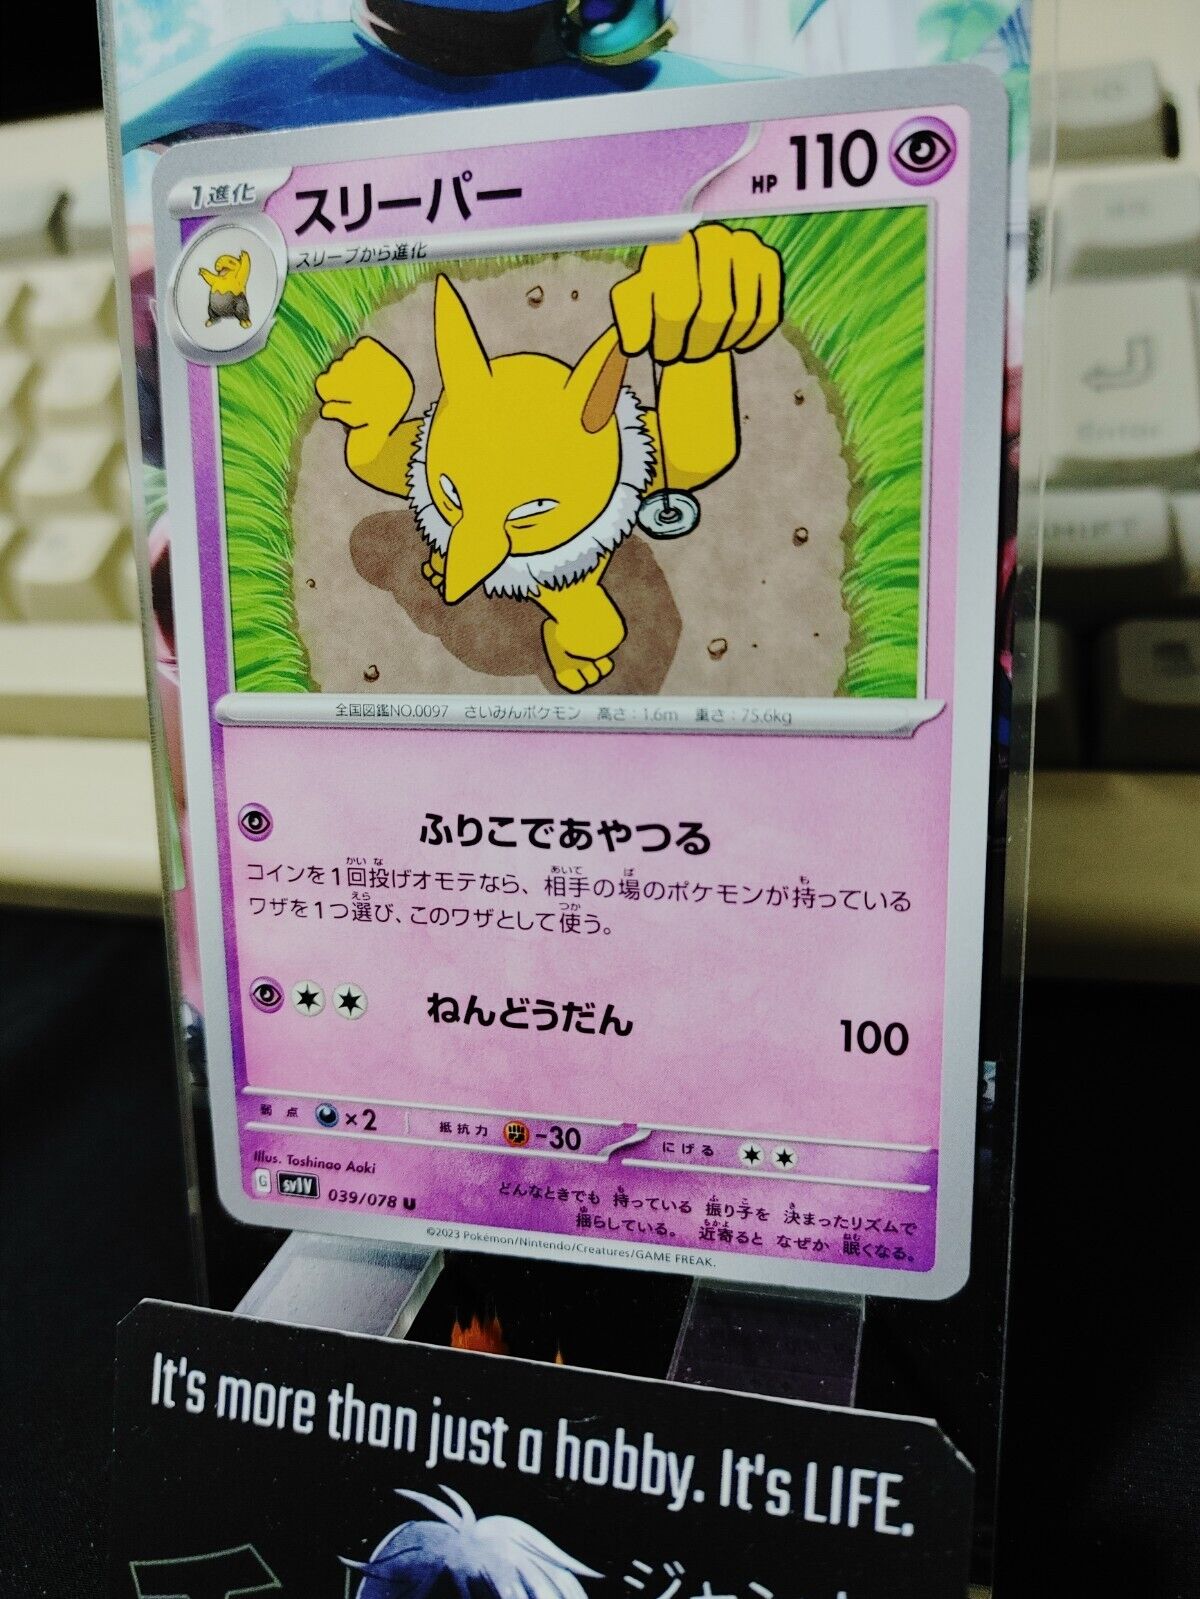 1進化
スリーパー
HP 110
スリープから進化
全国図鑑NO.0097 さいみんポケモン 高さ:1.6m 重さ:75.6kg
ふりこであやつる
コインを1回投げオモテなら、相手の場のポケモンが持っている
ワザを1つ選び、このワザとして使う。
ねんどうだん 100
弱点 ×2 抵抗力 -30 にげる
Illus. Toshinao Aoki
G sv1V 039/078 U
どんなときでも 持っている 振り子を 決まったリズムで
揺らしている。 近寄ると なぜか 眠くなる。
©2023 Pokémon/Nintendo/Creatures/GAME FREAK.
It's more than just a hobby. It's LIFE.